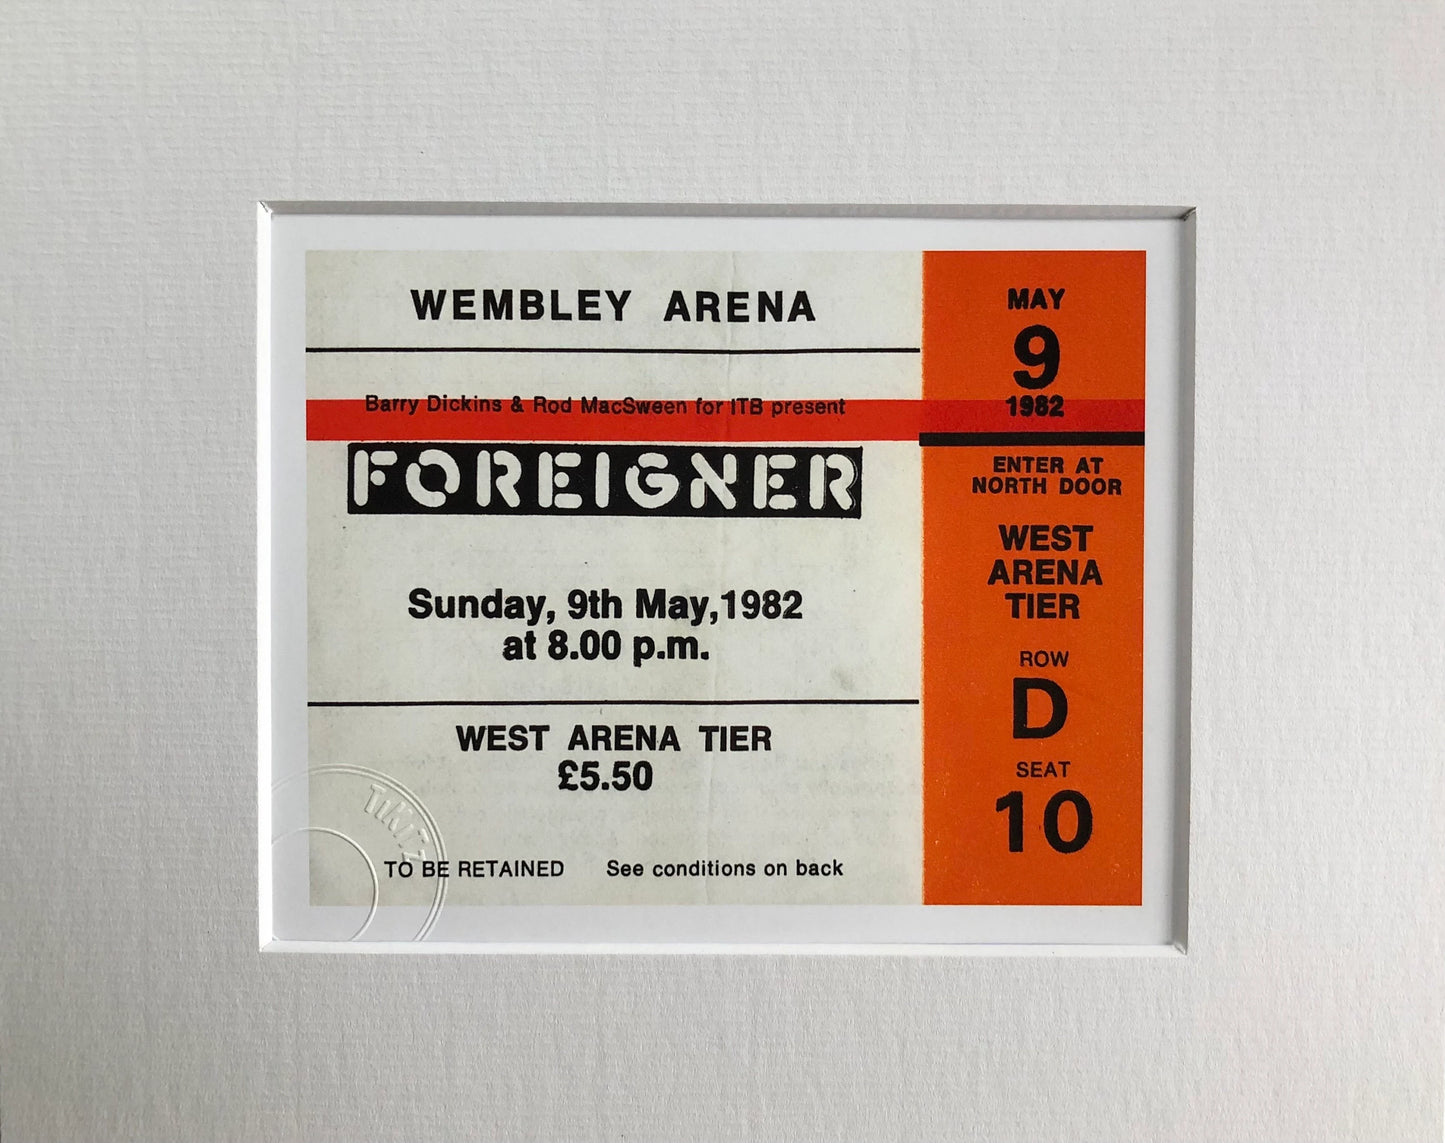 WEMBLEY ARENA
Barry Dickins & Rod MacSween for ITB present
FOREIGNER
Sunday, 9th May, 1982
at 8.00 p.m.
WEST ARENA TIER
£5.50
TO BE RETAINED See conditions on back
TIKITZ
MAY
9
1982
ENTER AT
NORTH DOOR
WEST
ARENA
TIER
ROW
D
SEAT
10